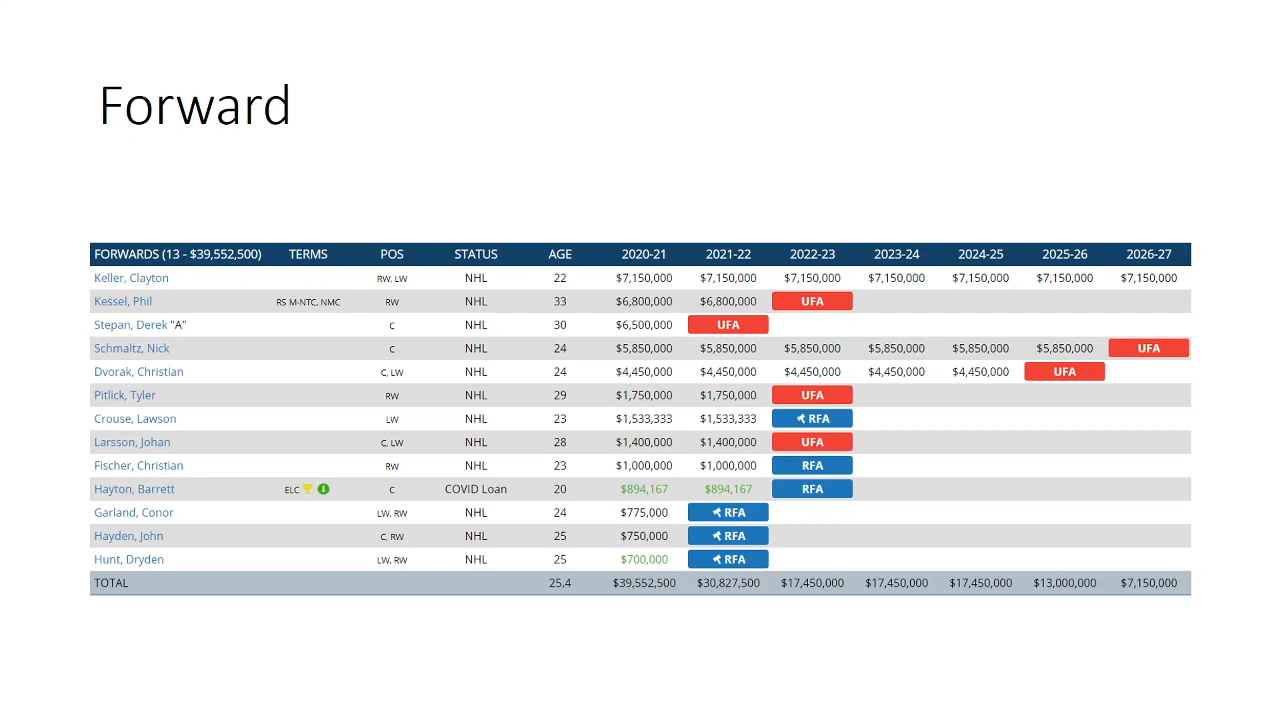 Forward
FORWARDS (13 - $39,552,500) TERMS POS STATUS AGE 2020-21 2021-22 2022-23 2023-24 2024-25 2025-26 2026-27
Keller, Clayton RW, LW NHL 22 $7,150,000 $7,150,000 $7,150,000 $7,150,000 $7,150,000 $7,150,000 $7,150,000
Kessel, Phil RS M-NTC, NMC RW NHL 33 $6,800,000 $6,800,000 UFA
Stepan, Derek "A" C NHL 30 $6,500,000 UFA
Schmaltz, Nick C NHL 24 $5,850,000 $5,850,000 $5,850,000 $5,850,000 $5,850,000 $5,850,000 UFA
Dvorak, Christian C, LW NHL 24 $4,450,000 $4,450,000 $4,450,000 $4,450,000 $4,450,000 UFA
Pitlick, Tyler RW NHL 29 $1,750,000 $1,750,000 UFA
Crouse, Lawson LW NHL 23 $1,533,333 $1,533,333 RFA
Larsson, Johan C, LW NHL 28 $1,400,000 $1,400,000 UFA
Fischer, Christian RW NHL 23 $1,000,000 $1,000,000 RFA
Hayton, Barrett ELC C COVID Loan 20 $894,167 $894,167 RFA
Garland, Conor LW, RW NHL 24 $775,000 RFA
Hayden, John C, RW NHL 25 $750,000 RFA
Hunt, Dryden LW, RW NHL 25 $700,000 RFA
TOTAL 25.4 $39,552,500 $30,827,500 $17,450,000 $17,450,000 $17,450,000 $13,000,000 $7,150,000